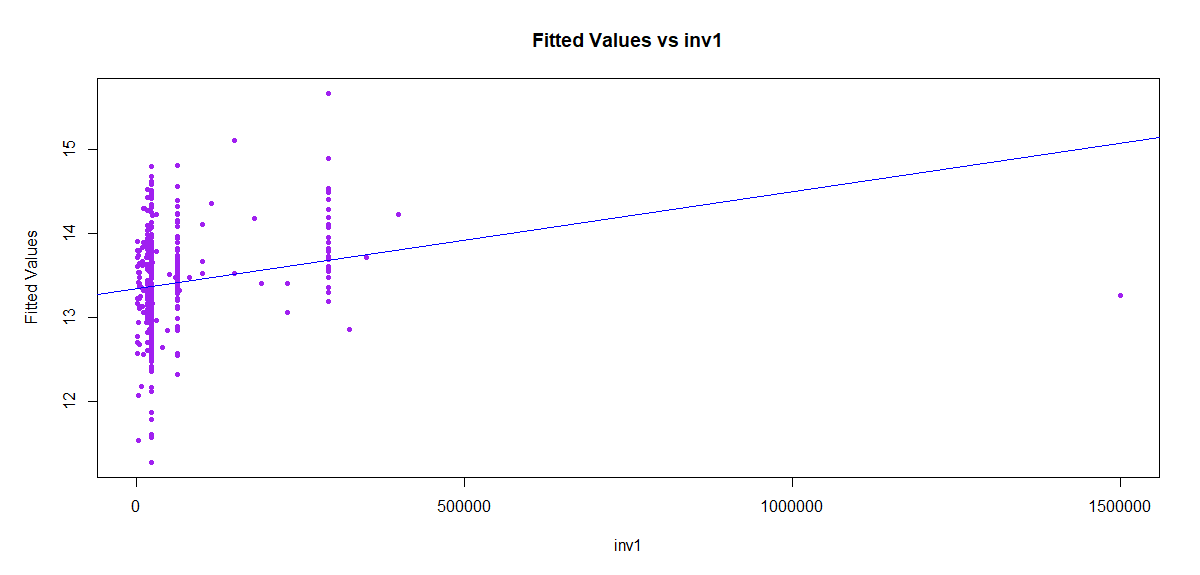 Fitted Values vs inv1
Fitted Values
15
14
13
12
0 500000 1000000 1500000
inv1